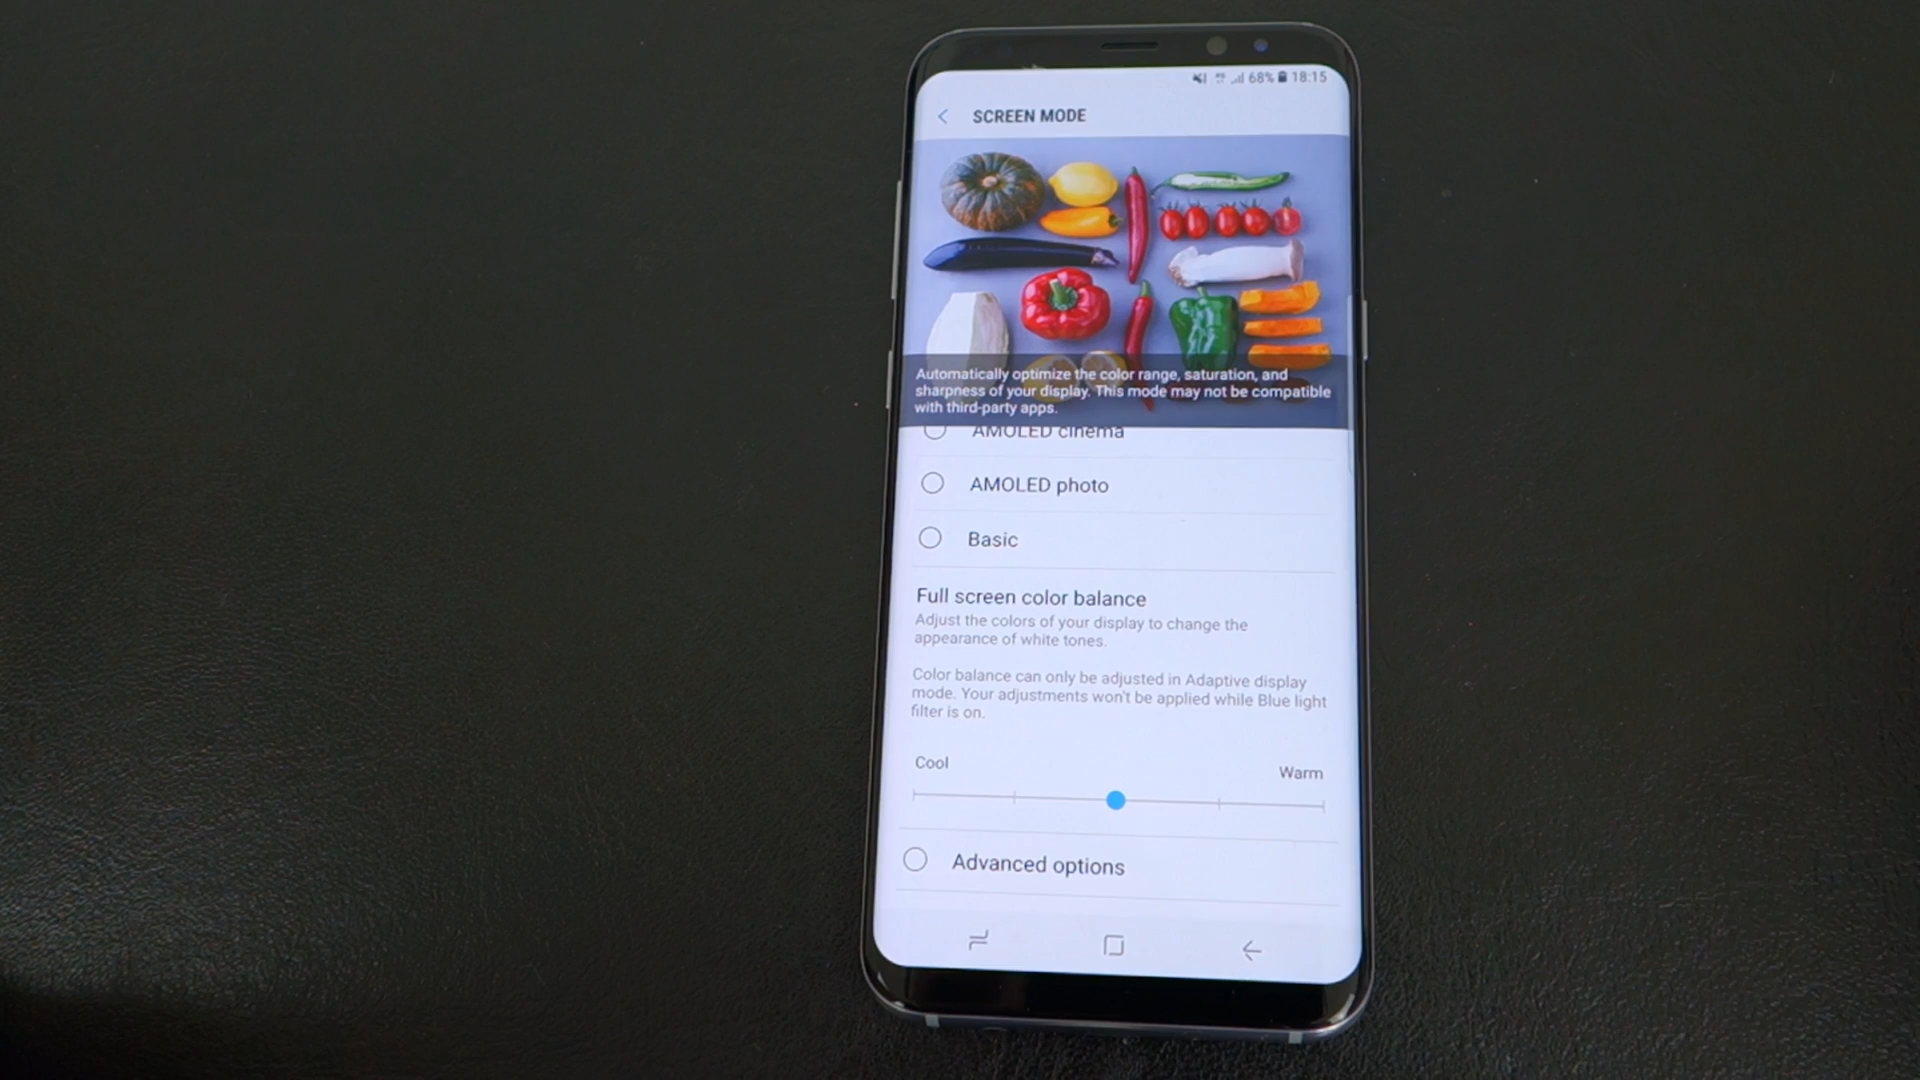 68% 18:15
SCREEN MODE
Automatically optimize the color range, saturation, and
sharpness of your display. This mode may not be compatible
with third-party apps.
AMOLED cinema
AMOLED photo
Basic
Full screen color balance
Adjust the colors of your display to change the
appearance of white tones.
Color balance can only be adjusted in Adaptive display
mode. Your adjustments won't be applied while Blue light
filter is on.
Cool
Warm
Advanced options